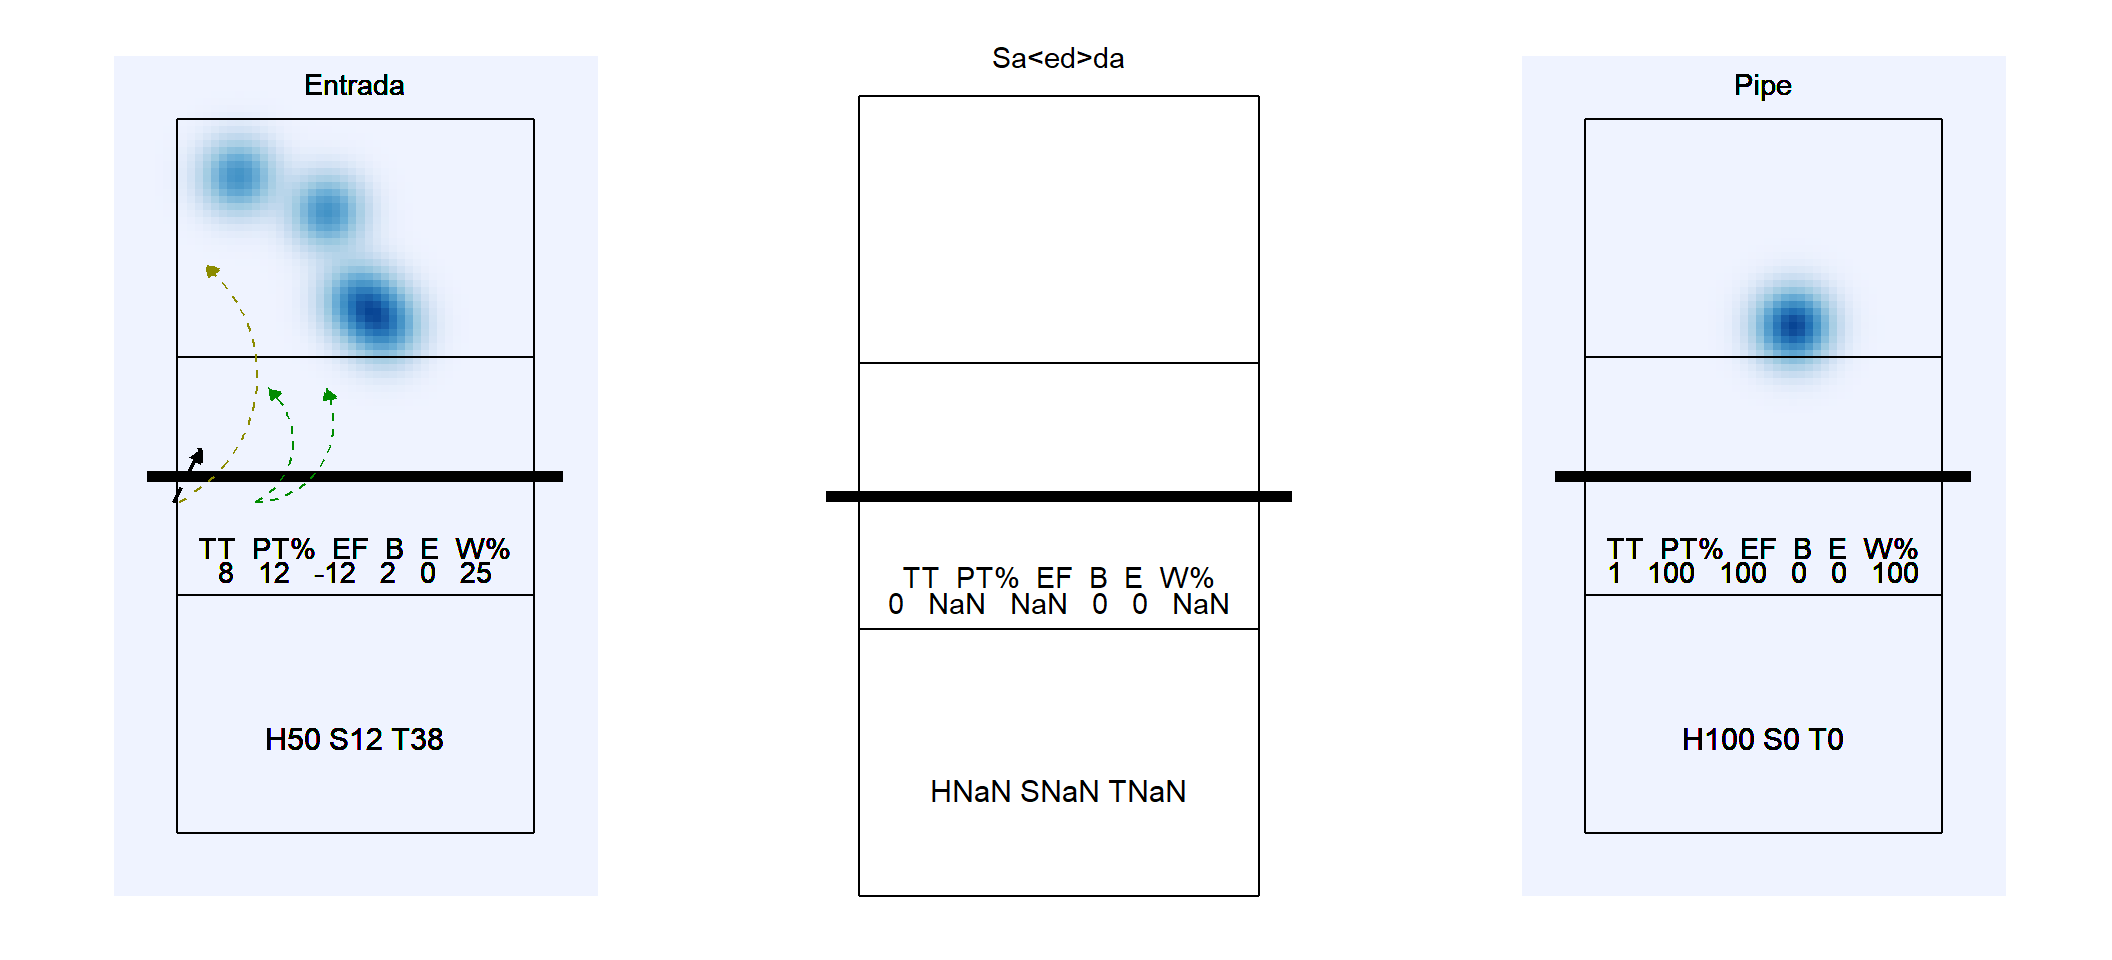 Entrada
TT PT% EF B E W%
8 12 -12 2 0 25
H50 S12 T38
Sa<ed>da
TT PT% EF B E W%
0 NaN NaN 0 0 NaN
HNaN SNaN TNaN
Pipe
TT PT% EF B E W%
1 100 100 0 0 100
H100 S0 T0